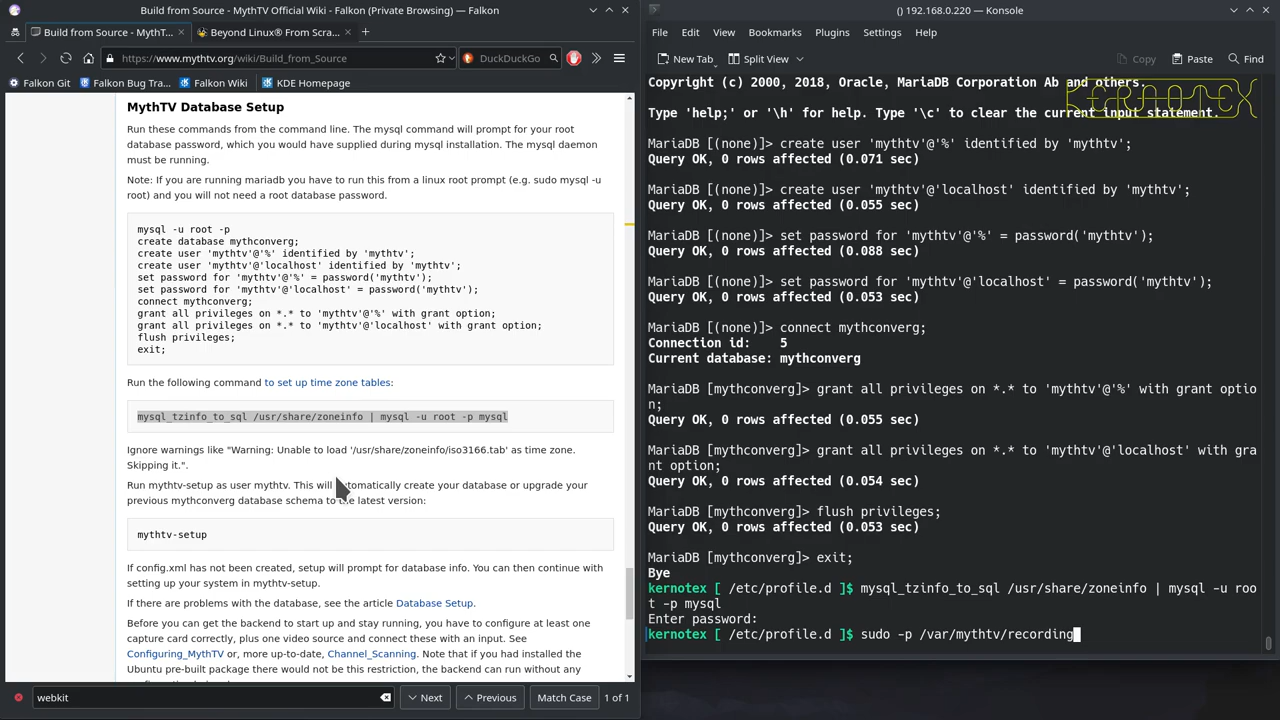 Build from Source - MythTV Official Wiki - Falkon (Private Browsing) — Falkon
Build from Source - MythT...
Beyond Linux® From Scra...
https://www.mythtv.org/wiki/Build_from_Source
DuckDuckGo
Falkon Git
Falkon Bug Tra...
Falkon Wiki
KDE Homepage
MythTV Database Setup
Run these commands from the command line. The mysql command will prompt for your root
database password, which you would have supplied during mysql installation. The mysql daemon
must be running.
Note: If you are running mariadb you have to run this from a linux root prompt (e.g. sudo mysql -u
root) and you will not need a root database password.
mysql -u root -p
create database mythconverg;
create user 'mythtv'@'%' identified by 'mythtv';
create user 'mythtv'@'localhost' identified by 'mythtv';
set password for 'mythtv'@'%' = password('mythtv');
set password for 'mythtv'@'localhost' = password('mythtv');
connect mythconverg;
grant all privileges on *.* to 'mythtv'@'%' with grant option;
grant all privileges on *.* to 'mythtv'@'localhost' with grant option;
flush privileges;
exit;
Run the following command to set up time zone tables:
mysql_tzinfo_to_sql /usr/share/zoneinfo | mysql -u root -p mysql
Ignore warnings like "Warning: Unable to load '/usr/share/zoneinfo/iso3166.tab' as time zone.
Skipping it.".
Run mythtv-setup as user mythtv. This will automatically create your database or upgrade your
previous mythconverg database schema to the latest version:
mythtv-setup
If config.xml has not been created, setup will prompt for database info. You can then continue with
setting up your system in mythtv-setup.
If there are problems with the database, see the article Database Setup.
Before you can get the backend to start up and stay running, you have to configure at least one
capture card correctly, plus one video source and connect these with an input. See
Configuring_MythTV or, more up-to-date, Channel_Scanning. Note that if you had installed the
Ubuntu pre-built package there would not be this restriction, the backend can run without any
webkit
Next
Previous
Match Case
1 of 1
() 192.168.0.220 — Konsole
File Edit View Bookmarks Plugins Settings Help
New Tab
Split View
Copy
Paste
Find
KERNOTEX
Copyright (c) 2000, 2018, Oracle, MariaDB Corporation Ab and others.
Type 'help;' or '\h' for help. Type '\c' to clear the current input statement.
MariaDB [(none)]> create user 'mythtv'@'%' identified by 'mythtv';
Query OK, 0 rows affected (0.071 sec)
MariaDB [(none)]> create user 'mythtv'@'localhost' identified by 'mythtv';
Query OK, 0 rows affected (0.055 sec)
MariaDB [(none)]> set password for 'mythtv'@'%' = password('mythtv');
Query OK, 0 rows affected (0.088 sec)
MariaDB [(none)]> set password for 'mythtv'@'localhost' = password('mythtv');
Query OK, 0 rows affected (0.053 sec)
MariaDB [(none)]> connect mythconverg;
Connection id:    5
Current database: mythconverg
MariaDB [mythconverg]> grant all privileges on *.* to 'mythtv'@'%' with grant optio
n;
Query OK, 0 rows affected (0.055 sec)
MariaDB [mythconverg]> grant all privileges on *.* to 'mythtv'@'localhost' with gra
nt option;
Query OK, 0 rows affected (0.054 sec)
MariaDB [mythconverg]> flush privileges;
Query OK, 0 rows affected (0.053 sec)
MariaDB [mythconverg]> exit;
Bye
kernotex [ /etc/profile.d ]$ mysql_tzinfo_to_sql /usr/share/zoneinfo | mysql -u roo
t -p mysql
Enter password:
kernotex [ /etc/profile.d ]$ sudo -p /var/mythtv/recording